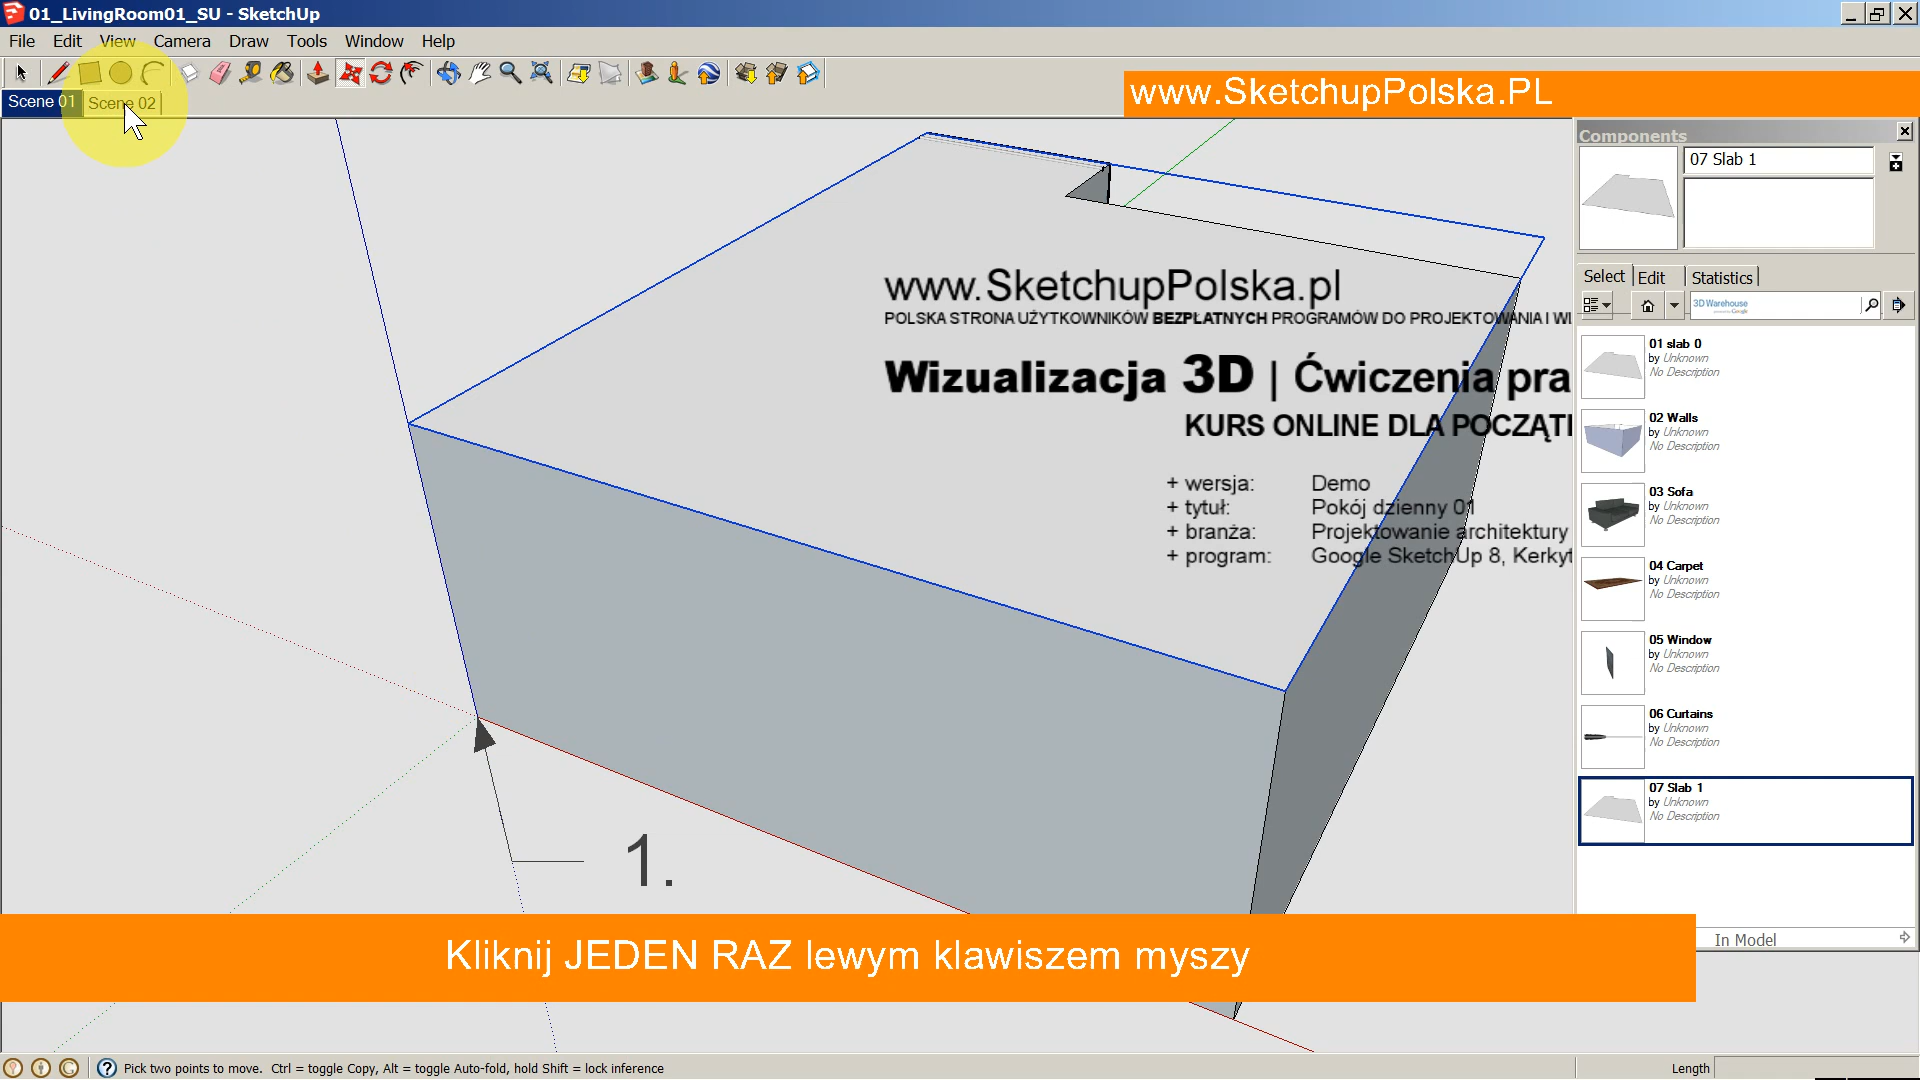 01_LivingRoom01_SU - SketchUp
File Edit View Camera Draw Tools Window Help
www.SketchupPolska.PL
Scene 01 Scene 02
Components
07 Slab 1
www.SketchupPolska.pl
POLSKA STRONA UŻYTKOWNIKÓW BEZPŁATNYCH PROGRAMÓW DO PROJEKTOWANIA I WI
Wizualizacja 3D | Ćwiczenia pra
KURS ONLINE DLA POCZĄT
+ wersja: Demo
+ tytuł: Pokój dzienny 01
+ branża: Projektowanie architektury
+ program: Google SketchUp 8, Kerkyt
1.
Select Edit Statistics
3D Warehouse
01 slab 0
by Unknown
No Description
02 Walls
by Unknown
No Description
03 Sofa
by Unknown
No Description
04 Carpet
by Unknown
No Description
05 Window
by Unknown
No Description
06 Curtains
by Unknown
No Description
07 Slab 1
by Unknown
No Description
In Model
Kliknij JEDEN RAZ lewym klawiszem myszy
Pick two points to move. Ctrl = toggle Copy, Alt = toggle Auto-fold, hold Shift = lock inference
Length